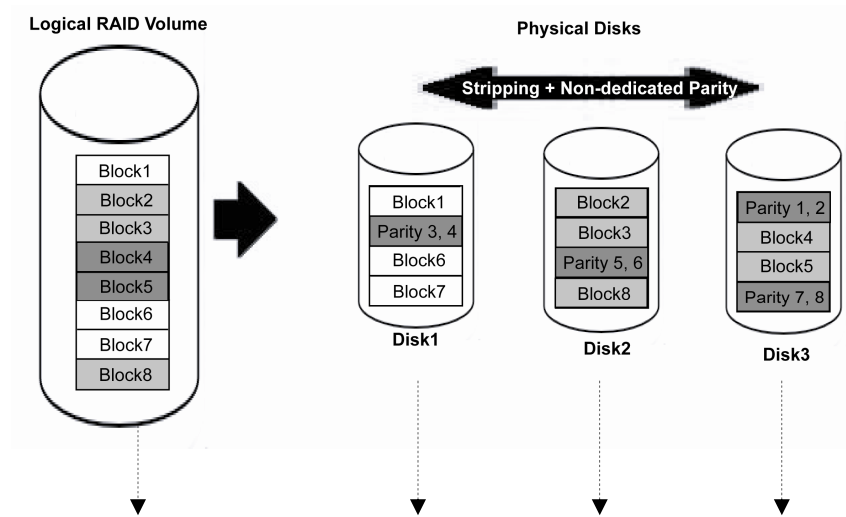 Logical RAID Volume
Block1
Block2
Block3
Block4
Block5
Block6
Block7
Block8
Physical Disks
Stripping + Non-dedicated Parity
Block1
Parity 3, 4
Block6
Block7
Disk1
Block2
Block3
Parity 5, 6
Block8
Disk2
Parity 1, 2
Block4
Block5
Parity 7, 8
Disk3